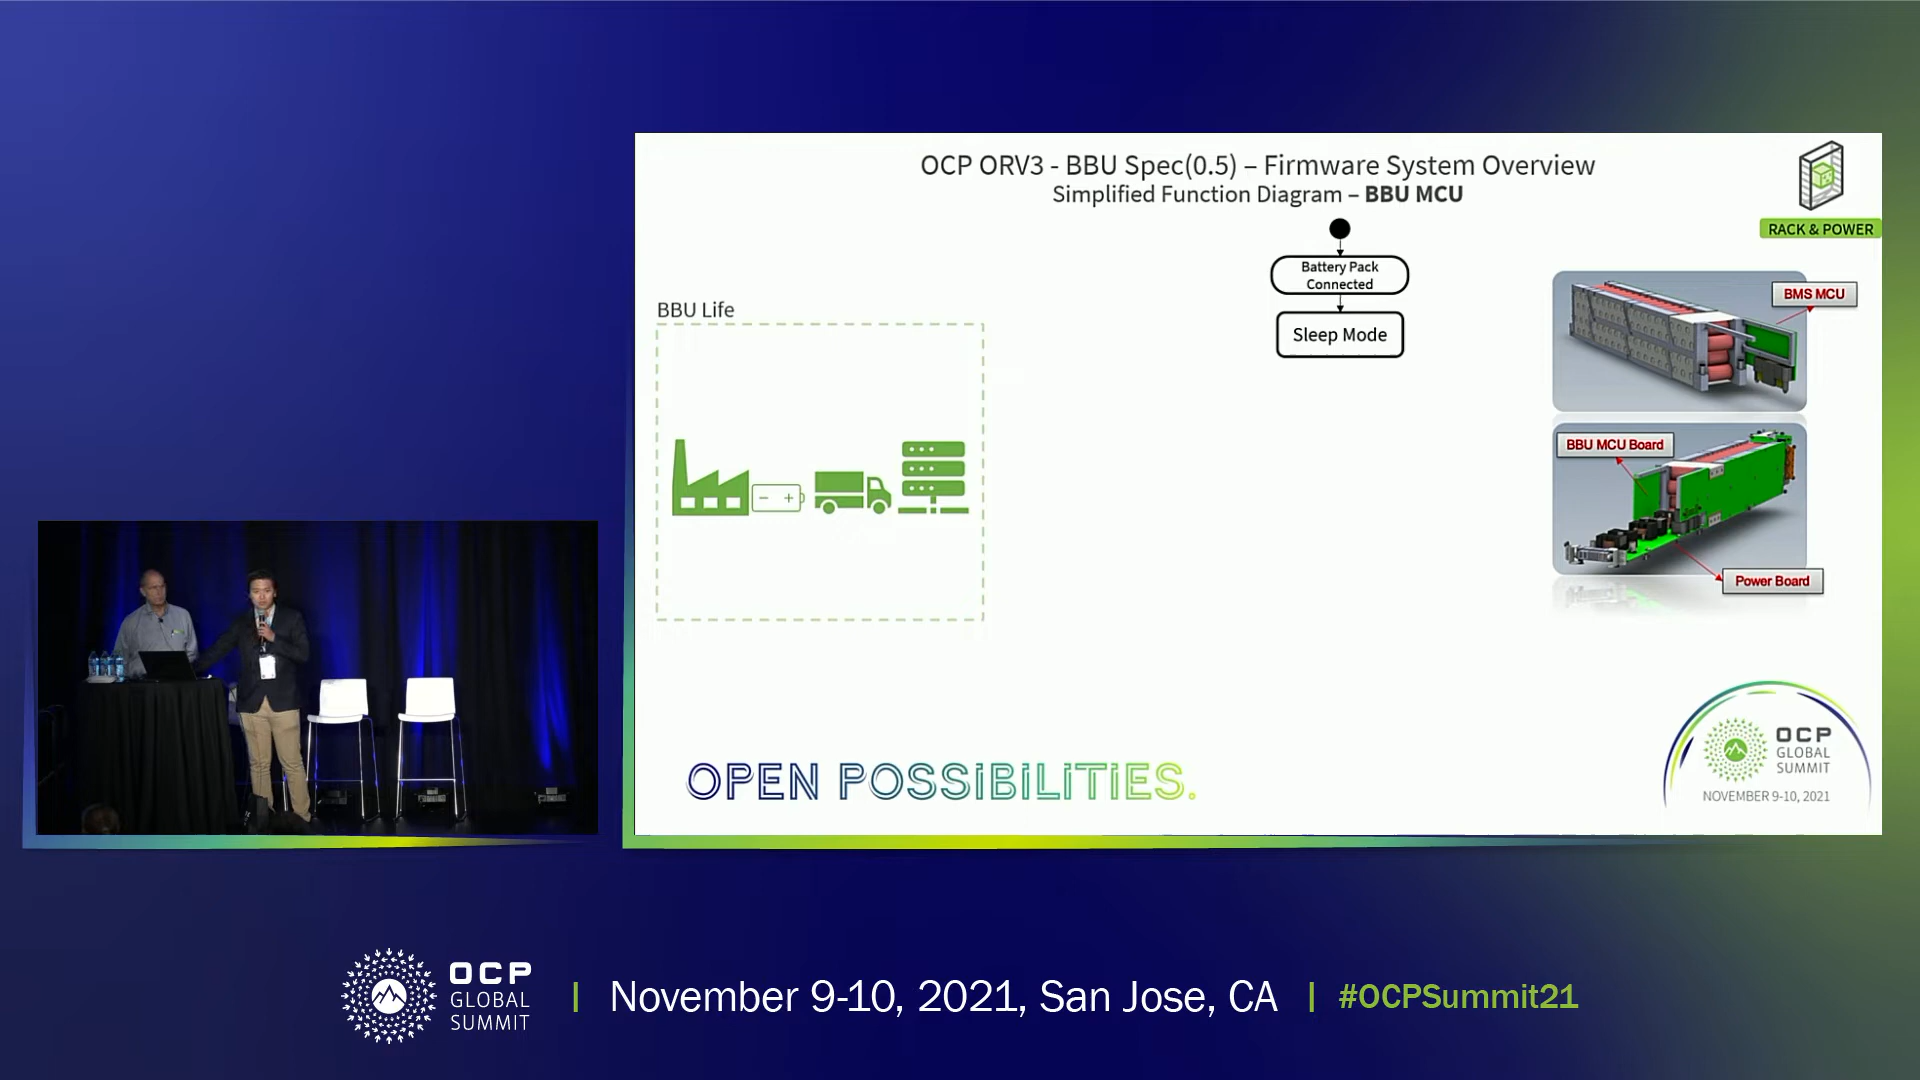 OCP ORV3 - BBU Spec(0.5) – Firmware System Overview
Simplified Function Diagram – BBU MCU
RACK & POWER
Battery Pack
Connected
Sleep Mode
BBU Life
BMS MCU
BBU MCU Board
Power Board
OPEN POSSIBILITIES.
OCP
GLOBAL
SUMMIT
NOVEMBER 9-10, 2021
OCP
GLOBAL
SUMMIT
November 9-10, 2021, San Jose, CA
#OCPSummit21